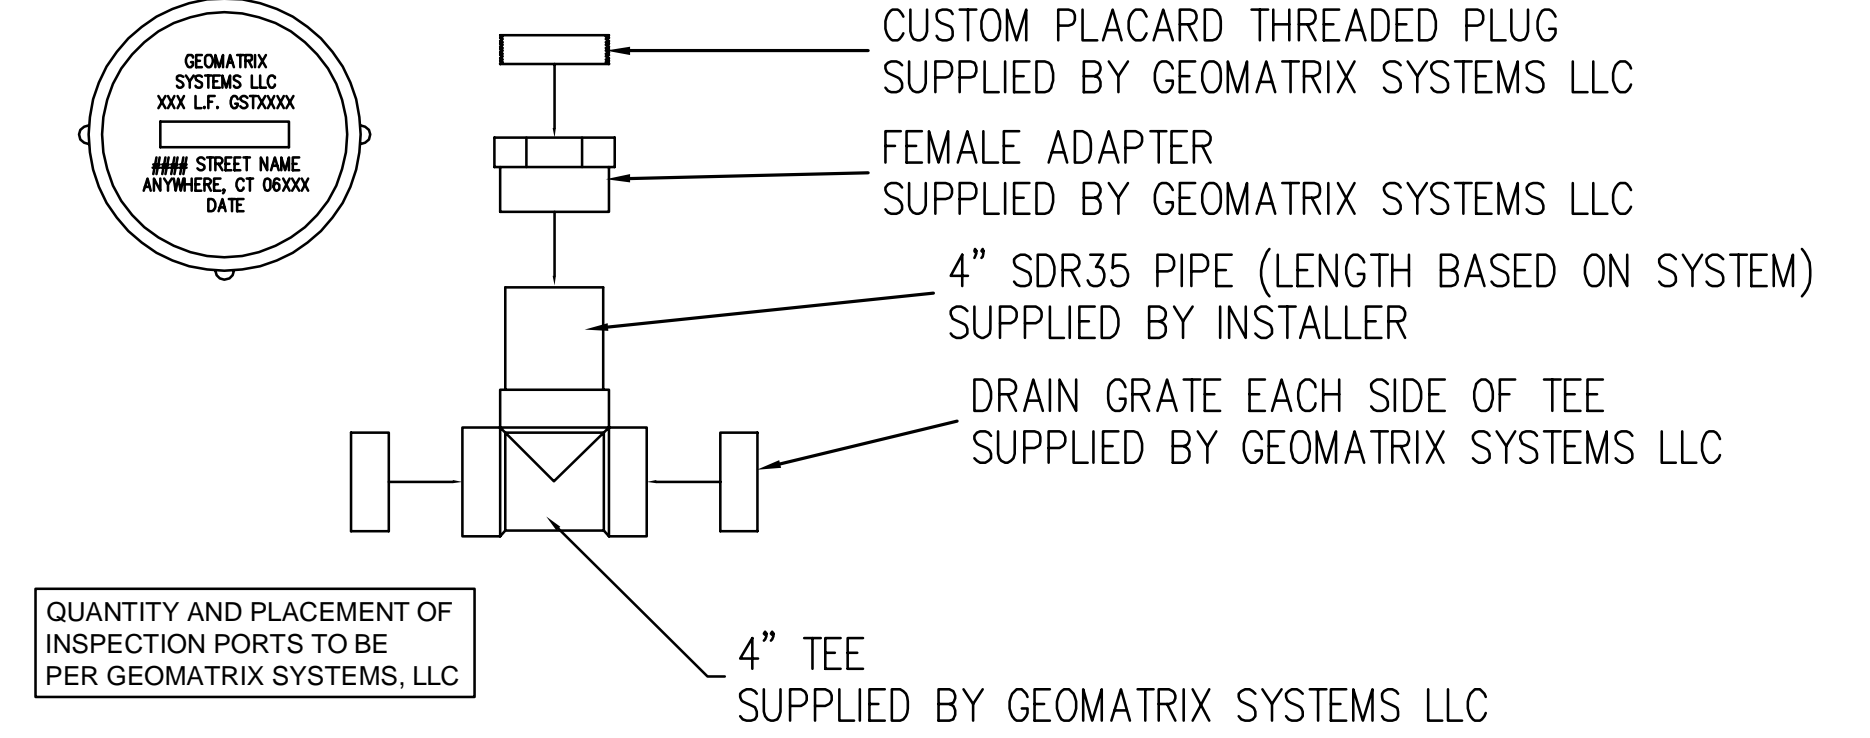 GEOMATRIX
SYSTEMS LLC
XXX L.F. GSTXXXX
#### STREET NAME
ANYWHERE, CT 06XXX
DATE
CUSTOM PLACARD THREADED PLUG
SUPPLIED BY GEOMATRIX SYSTEMS LLC
FEMALE ADAPTER
SUPPLIED BY GEOMATRIX SYSTEMS LLC
4" SDR35 PIPE (LENGTH BASED ON SYSTEM)
SUPPLIED BY INSTALLER
DRAIN GRATE EACH SIDE OF TEE
SUPPLIED BY GEOMATRIX SYSTEMS LLC
QUANTITY AND PLACEMENT OF
INSPECTION PORTS TO BE
PER GEOMATRIX SYSTEMS, LLC
4" TEE
SUPPLIED BY GEOMATRIX SYSTEMS LLC